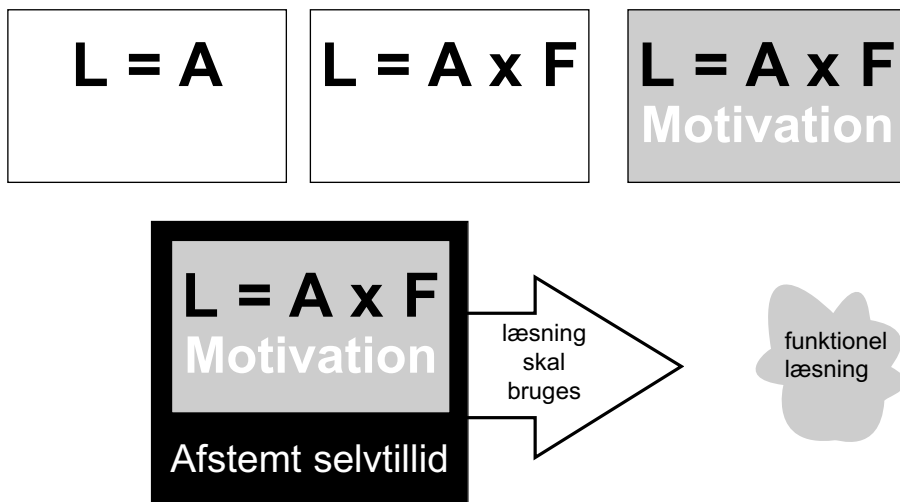 L = A
L = A x F
L = A x F
Motivation
L = A x F
Motivation
Afstemt selvtillid
læsning
skal
bruges
funktionel
læsning